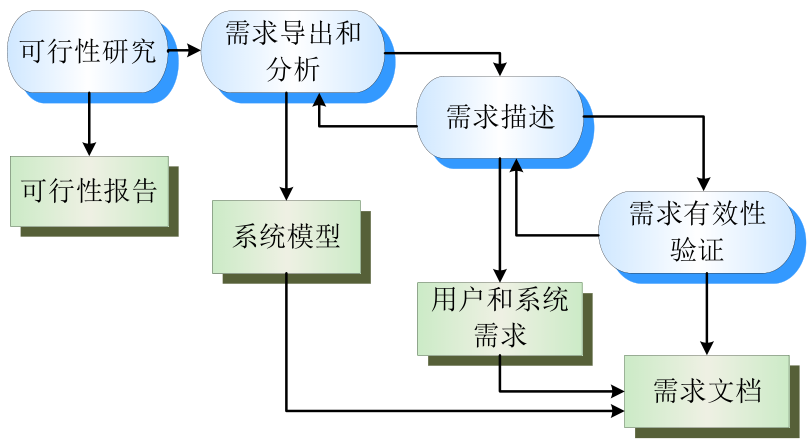 可行性研究
需求导出和
分析
需求描述
可行性报告
系统模型
需求有效性
验证
用户和系统
需求
需求文档